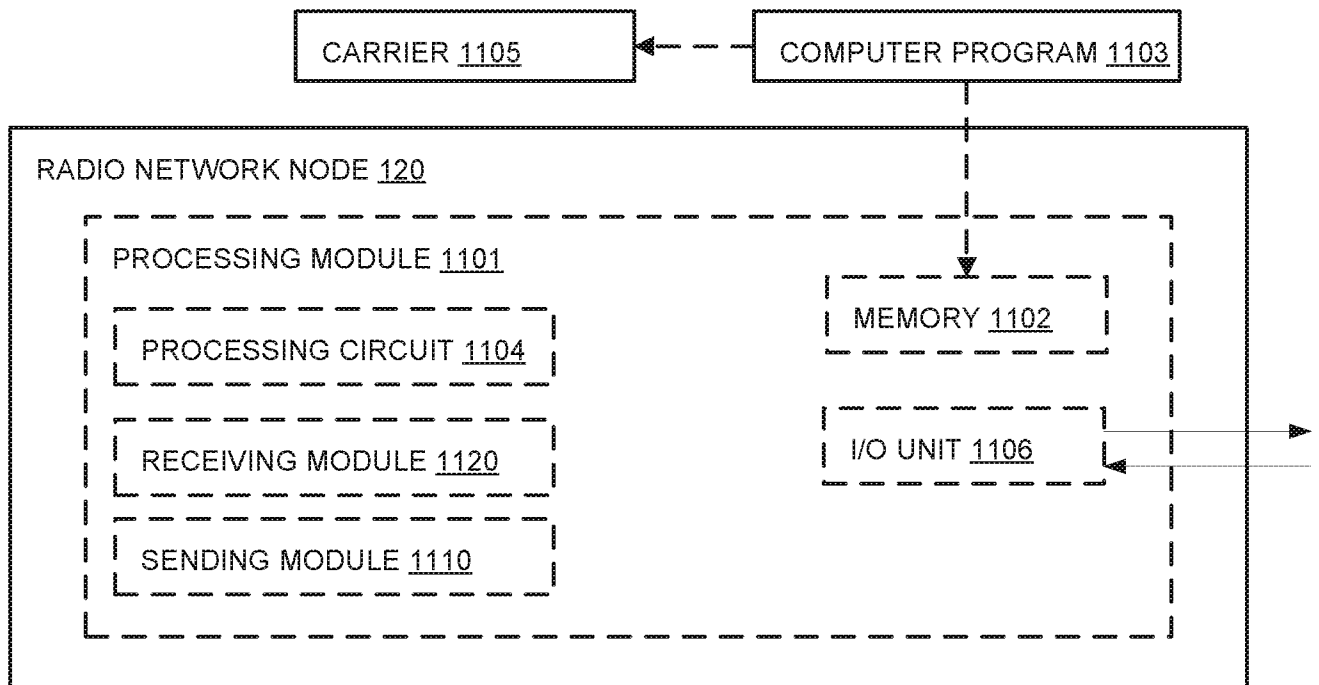 CARRIER 1105
COMPUTER PROGRAM 1103
RADIO NETWORK NODE 120
PROCESSING MODULE 1101
MEMORY 1102
PROCESSING CIRCUIT 1104
I/O UNIT 1106
RECEIVING MODULE 1120
SENDING MODULE 1110